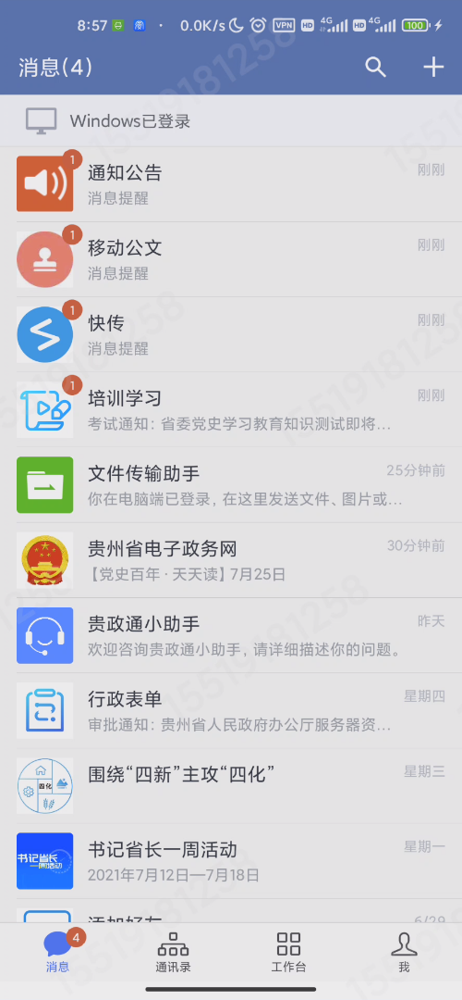 8:57 · 0.0K/s VPN HD 4G HD 4G 100
消息(4)
Windows已登录
1
通知公告 刚刚
消息提醒
1
移动公文 刚刚
消息提醒
1
快传 刚刚
消息提醒
1
培训学习 刚刚
考试通知：省委党史学习教育知识测试即将...
文件传输助手 25分钟前
你在电脑端已登录，在这里发送文件、图片或...
贵州省电子政务网 30分钟前
【党史百年·天天读】7月25日
贵政通小助手 昨天
欢迎咨询贵政通小助手，请详细描述你的问题。
行政表单 星期四
审批通知：贵州省人民政府办公厅服务器资...
四化
围绕“四新”主攻“四化” 星期三
书记省长
一周活动
书记省长一周活动 星期一
2021年7月12日—7月18日
添加好友 6/29
4
消息 通讯录 工作台 我
15519181258